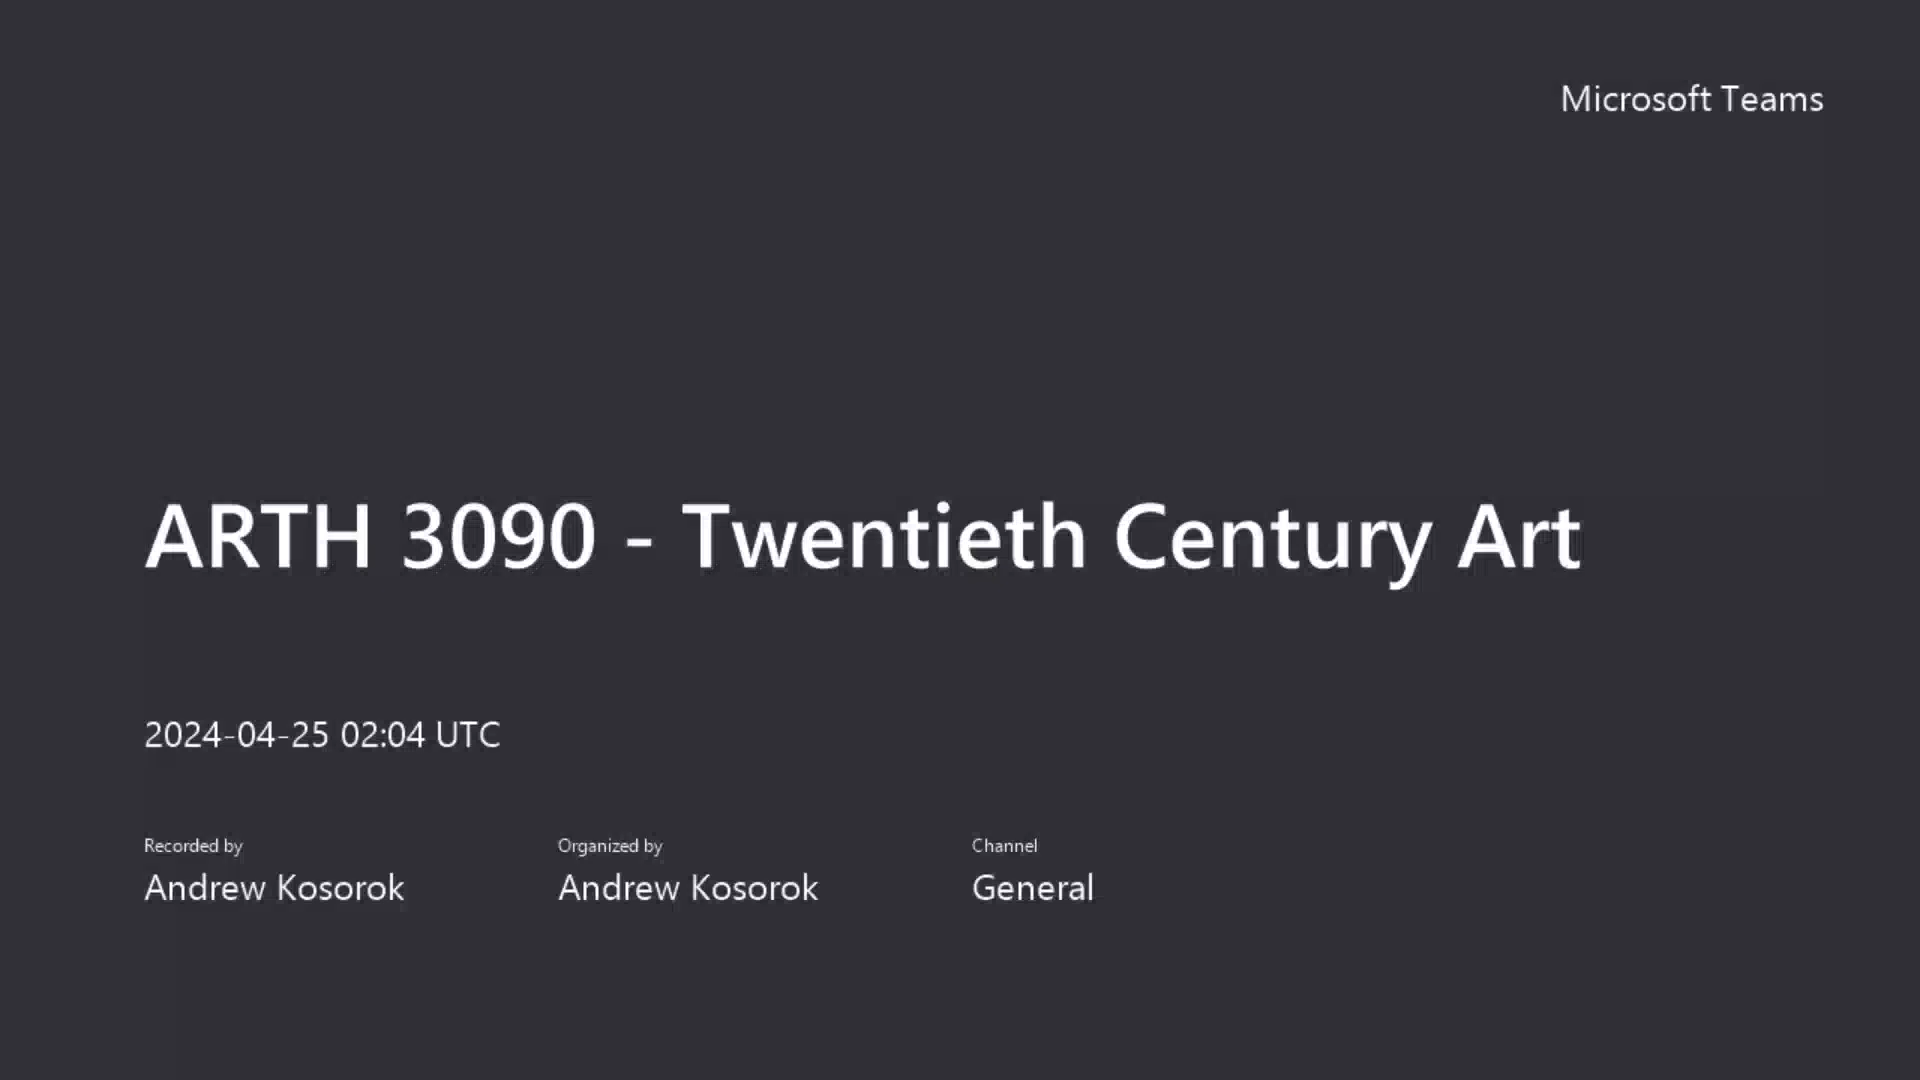 Microsoft Teams
ARTH 3090 - Twentieth Century Art
2024-04-25 02:04 UTC
Recorded by
Andrew Kosorok
Organized by
Andrew Kosorok
Channel
General